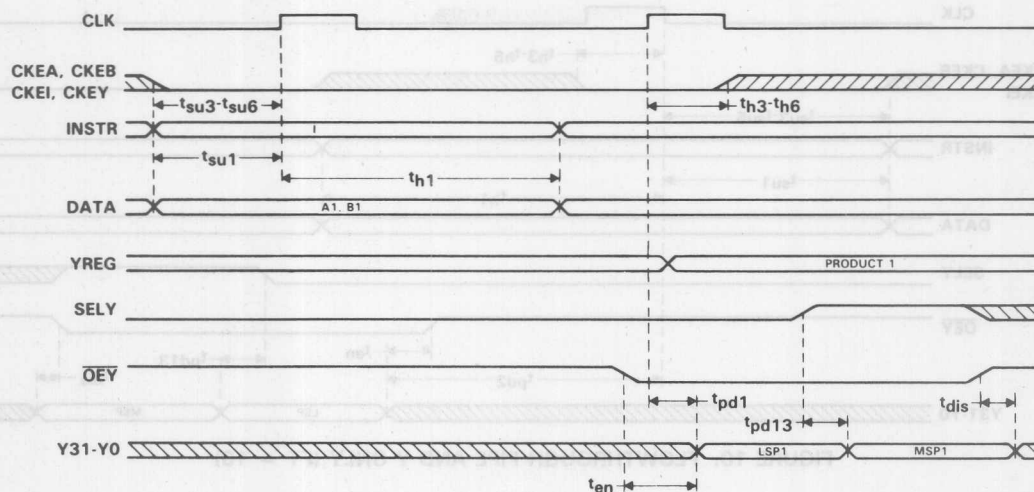 CLK
CKEA, CKEB
CKEI, CKEY
tsu3-tsu6
th3-th6
INSTR
tsu1
th1
DATA
A1, B1
YREG
PRODUCT 1
SELY
OEY
tpd1
tdis
tpd13
Y31-Y0
LSP1
MSP1
ten